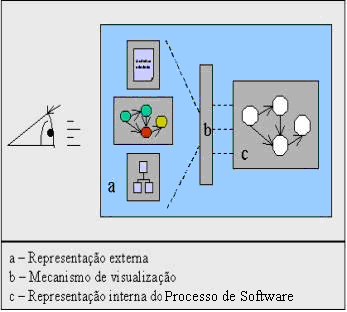 a
b
c
a – Representação externa
b – Mecanismo de visualização
c – Representação interna do Processo de Software